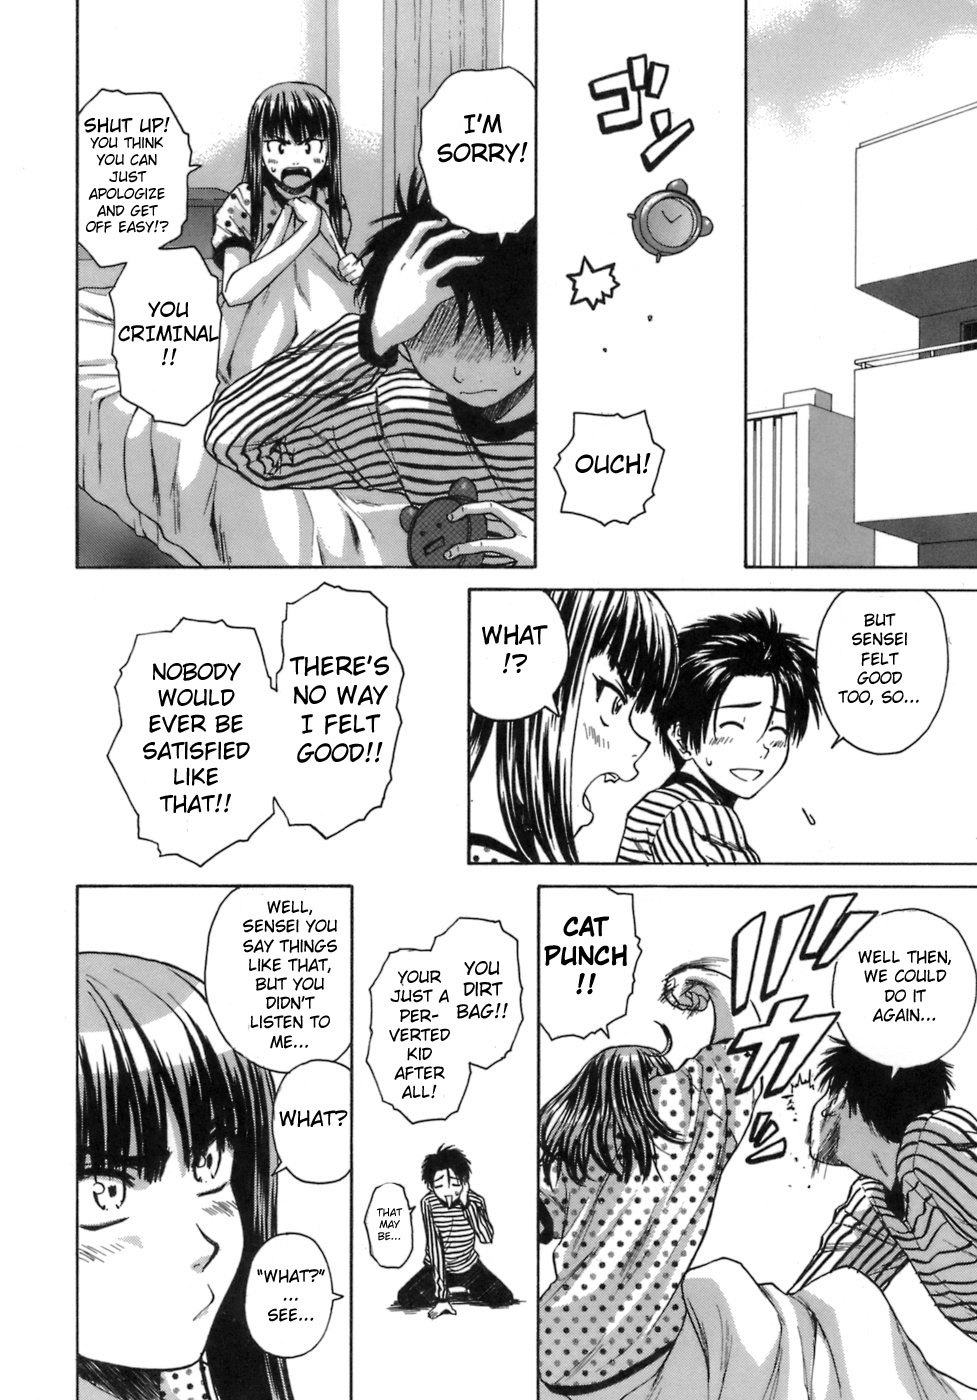 ゴン
OUCH!
I'M
SORRY!
SHUT UP!
YOU THINK
YOU CAN
JUST
APOLOGIZE
AND GET
OFF EASY!?
YOU
CRIMINAL
!!
BUT
SENSEI
FELT
GOOD
TOO, SO...
WHAT
!?
THERE'S
NO WAY
I FELT
GOOD!!
NOBODY
WOULD
EVER BE
SATISFIED
LIKE
THAT!!
WELL THEN,
WE COULD
DO IT
AGAIN...
バカッ
CAT
PUNCH
!!
YOU
DIRT
BAG!!
YOUR
JUST A
PER-
VERTED
KID
AFTER
ALL!
THAT
MAY
BE...
WELL,
SENSEI YOU
SAY THINGS
LIKE THAT,
BUT YOU
DIDN'T
LISTEN TO
ME...
WHAT?
"WHAT?"
...
SEE...